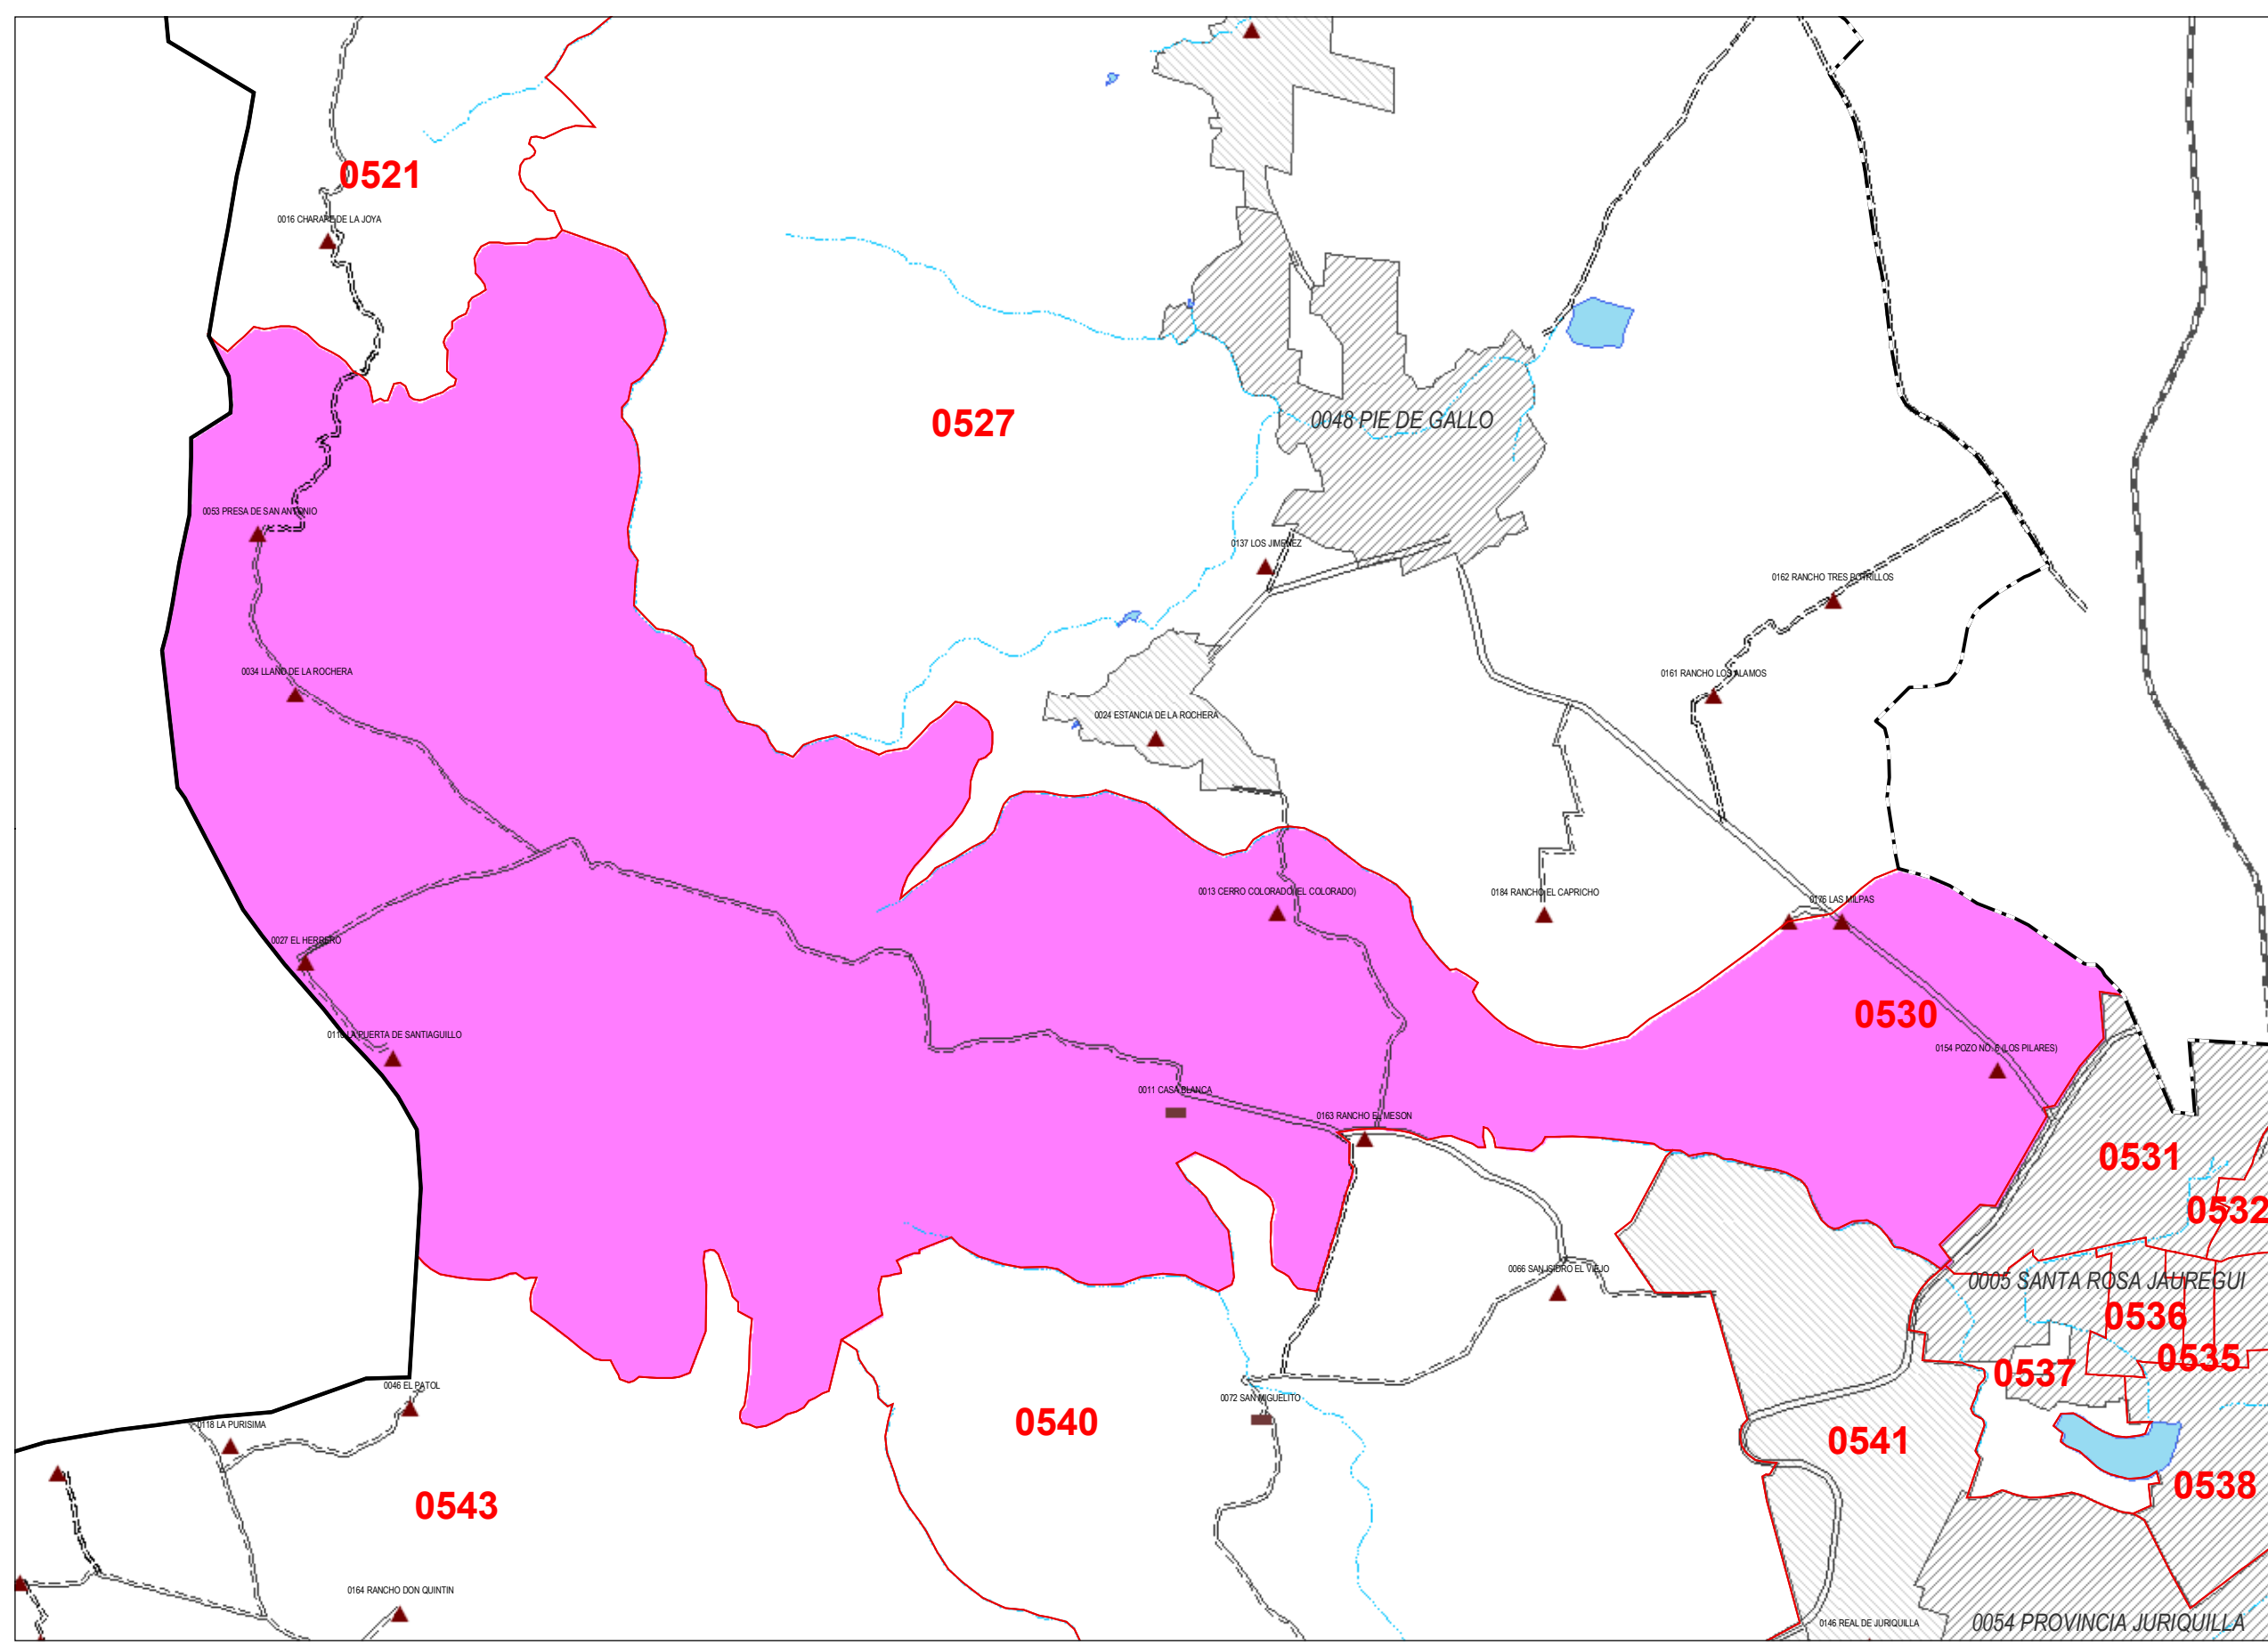 0521
0016 CHARAPE DE LA JOYA
0527
0048 PIE DE GALLO
0053 PRESA DE SAN ANTONIO
0137 LOS JIMENEZ
0162 RANCHO TRES POTRILLOS
0034 LLANO DE LA ROCHERA
0161 RANCHO LOS ALAMOS
0024 ESTANCIA DE LA ROCHERA
0013 CERRO COLORADO (EL COLORADO)
0184 RANCHO EL CAPRICHO
0176 LAS MILPAS
0027 EL HERRERO
0530
LA PUERTA DE SANTIAGUILLO
0154 POZO NO. 6 (LOS PILARES)
0011 CASA BLANCA
0163 RANCHO EL MESON
0531
0532
0066 SAN ISIDRO EL VIEJO
0005 SANTA ROSA JAUREGUI
0536
0535
0537
0046 EL PATOL
0072 SAN MIGUELITO
0118 LA PURISIMA
0540
0541
0538
0543
0164 RANCHO DON QUINTIN
0146 REAL DE JURIQUILLA
0054 PROVINCIA JURIQUILLA